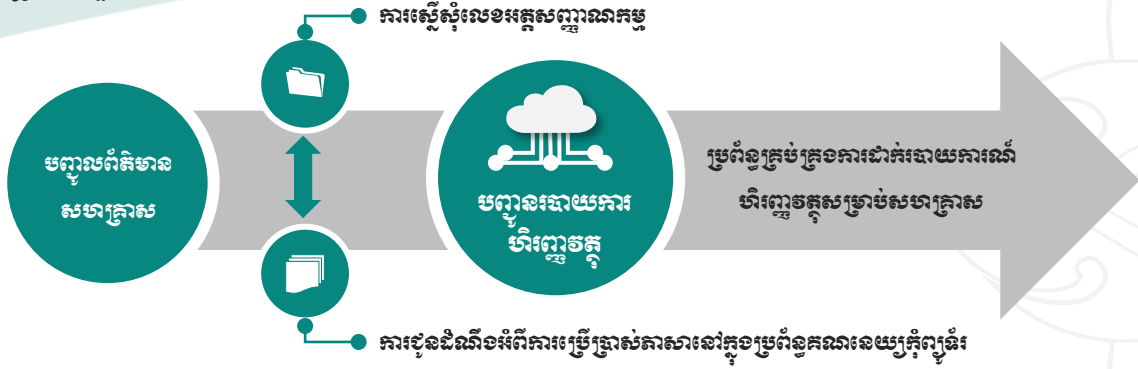 ការស្នើសុំលេខអត្តសញ្ញាណកម្ម
បញ្ចូលព័ត៌មាន
សហគ្រាស
បញ្ជូនរបាយការ
ហិរញ្ញវត្ថុ
ប្រព័ន្ធគ្រប់គ្រងការដាក់របាយការណ៍
ហិរញ្ញវត្ថុសម្រាប់សហគ្រាស
ការជូនដំណឹងអំពីការប្រើប្រាស់ភាសានៅក្នុងប្រព័ន្ធគណនេយ្យកុំព្យូទ័រ